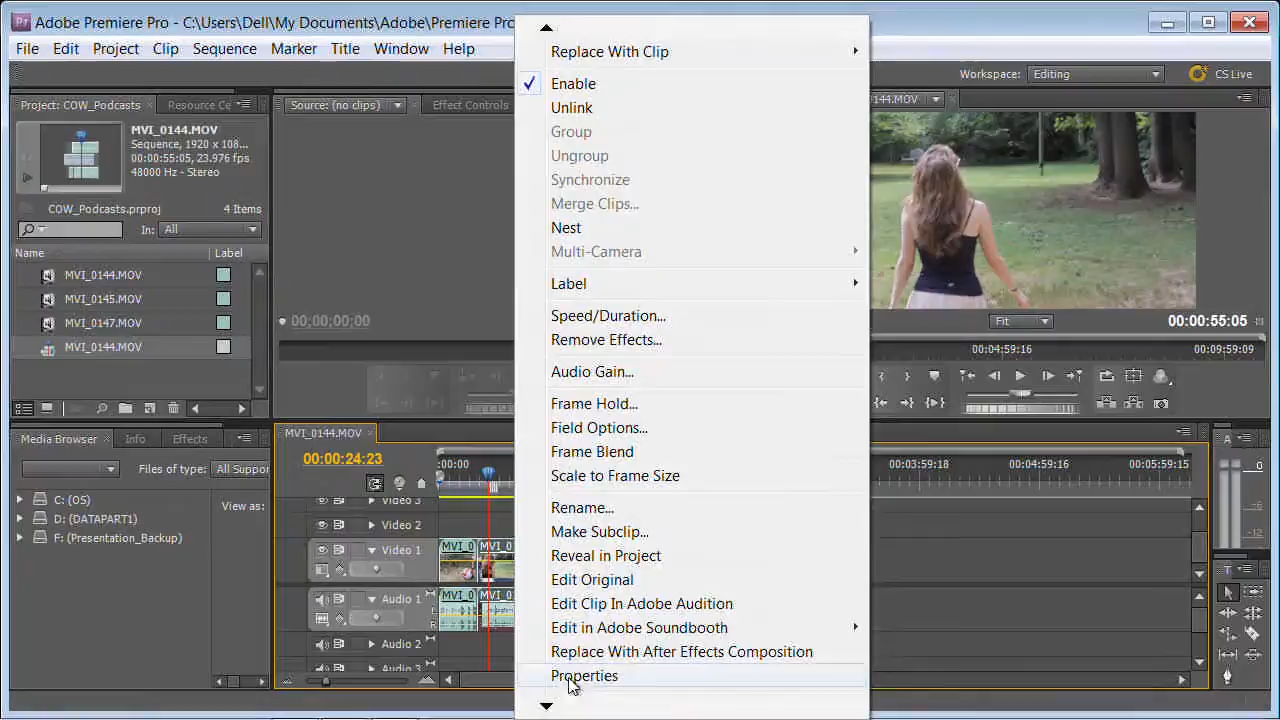 Adobe Premiere Pro - C:\Users\Dell\My Documents\Adobe\Premiere Pro
File Edit Project Clip Sequence Marker Title Window Help
Workspace: Editing CS Live
Project: COW_Podcasts Resource Ce
MVI_0144.MOV
Sequence, 1920 x 108...
00:00:55:05, 23.976 fps
48000 Hz - Stereo
COW_Podcasts.prproj 4 Items
In: All
Name Label
MVI_0144.MOV
MVI_0145.MOV
MVI_0147.MOV
MVI_0144.MOV
Source: (no clips) Effect Controls
00;00;00;00
Replace With Clip
Enable
Unlink
Group
Ungroup
Synchronize
Merge Clips...
Nest
Multi-Camera
Label
Speed/Duration...
Remove Effects...
Audio Gain...
Frame Hold...
Field Options...
Frame Blend
Scale to Frame Size
Rename...
Make Subclip...
Reveal in Project
Edit Original
Edit Clip In Adobe Audition
Edit in Adobe Soundbooth
Replace With After Effects Composition
Properties
144.MOV
Fit 00:00:55:05
00:04:59:16 00:09:59:09
Media Browser Info Effects
Files of type: All Suppor
C: (OS)
D: (DATAPART1)
F: (Presentation_Backup)
View as:
MVI_0144.MOV
00:00:24:23
:00:00 00:03:59:18 00:04:59:16 00:05:59:15
Video 3
Video 2
Video 1
MVI_0 MVI_0
Audio 1
MVI_0 MVI_0
Audio 2
Audio 3
A
0
-6
-12
T